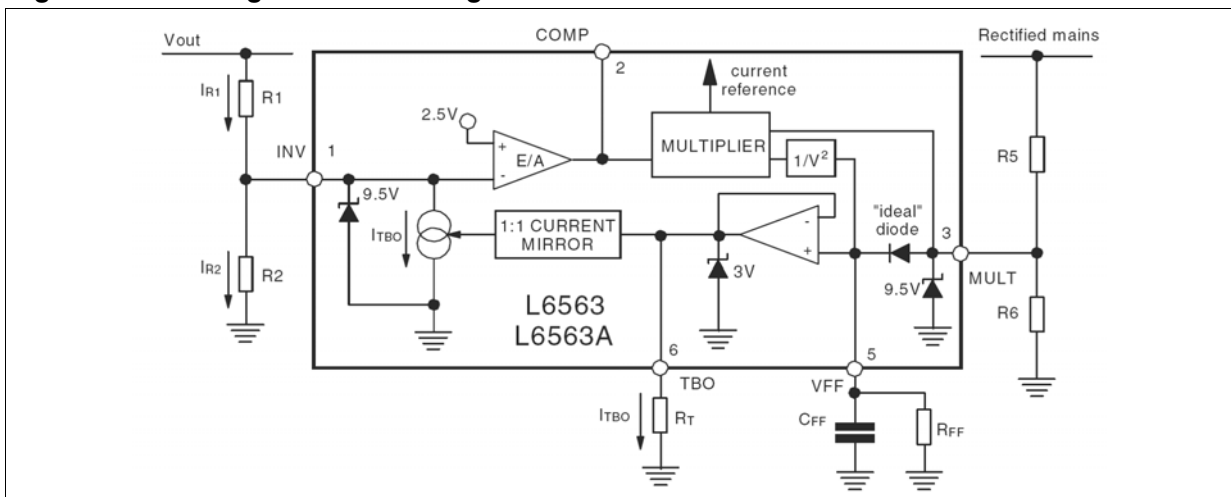 Vout
COMP
2
Rectified mains
current
reference
IR1
R1
2.5V
+
E/A
-
MULTIPLIER
1/V²
R5
INV
1
9.5V
ITBO
1:1 CURRENT
MIRROR
-
+
"ideal"
diode
3
MULT
IR2
R2
3V
9.5V
R6
L6563
L6563A
6
TBO
5
VFF
ITBO
RT
CFF
RFF